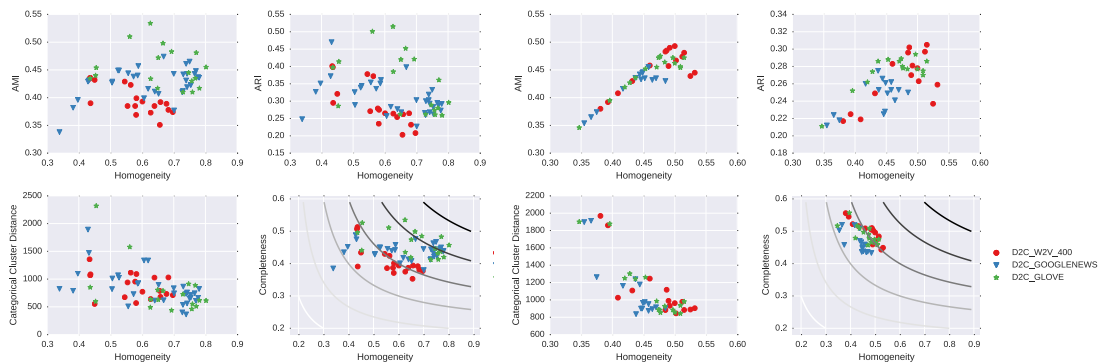 0.55 0.50 0.45 0.40 0.35 0.30
AMI
0.3 0.4 0.5 0.6 0.7 0.8 0.9
Homogeneity
0.55 0.50 0.45 0.40 0.35 0.30 0.25 0.20 0.15
ARI
0.3 0.4 0.5 0.6 0.7 0.8 0.9
Homogeneity
0.55 0.50 0.45 0.40 0.35 0.30
AMI
0.30 0.35 0.40 0.45 0.50 0.55 0.60
Homogeneity
0.32 0.30 0.28 0.26 0.24 0.22 0.20 0.18
ARI
0.30 0.35 0.40 0.45 0.50 0.55 0.60
Homogeneity
2500 2000 1500 1000 500 0
Categorical Cluster Distance
0.2 0.3 0.4 0.5 0.6 0.7 0.8 0.9
Homogeneity
0.6 0.5 0.4 0.3 0.2
Completeness
0.2 0.3 0.4 0.5 0.6 0.7 0.8 0.9
Homogeneity
2200 2000 1800 1600 1400 1200 1000 800 600
Categorical Cluster Distance
0.30 0.35 0.40 0.45 0.50 0.55 0.60
Homogeneity
0.6 0.5 0.4 0.3 0.2
Completeness
0.2 0.3 0.4 0.5 0.6 0.7 0.8 0.9
Homogeneity
D2C_W2V_400
D2C_GOOGLENEWS
D2C_GLOVE